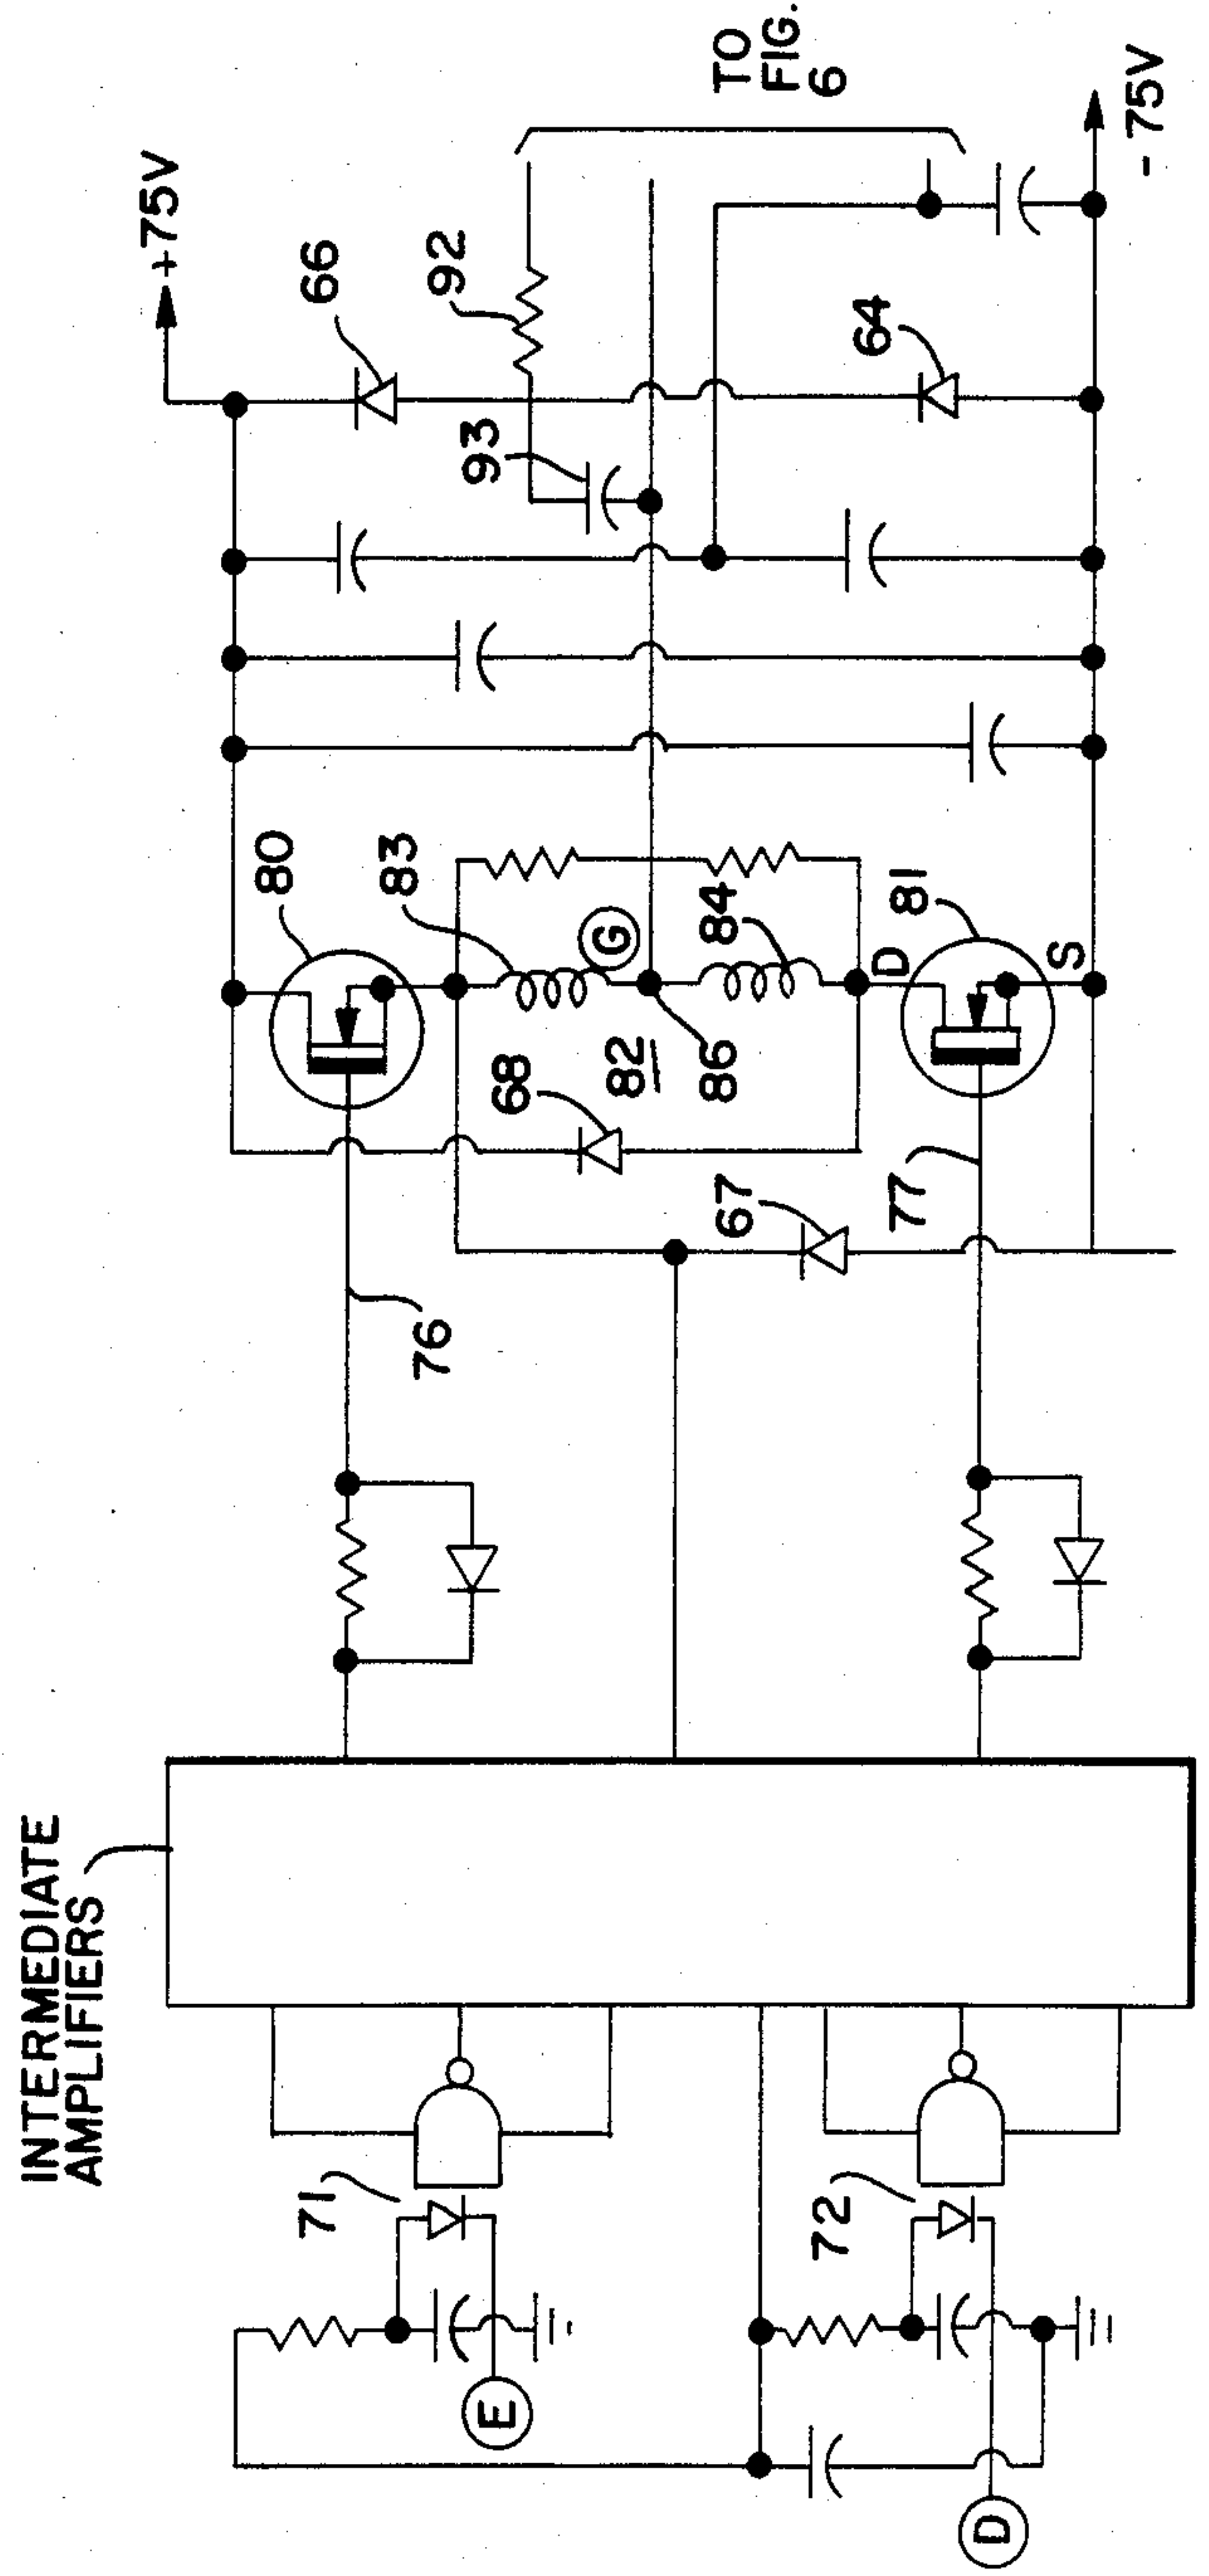 INTERMEDIATE
AMPLIFIERS
+75V
66
92
93
TO
FIG.
6
80
83
G
68
82
86
84
64
67
D
81
S
76
77
71
72
E
D
-75V